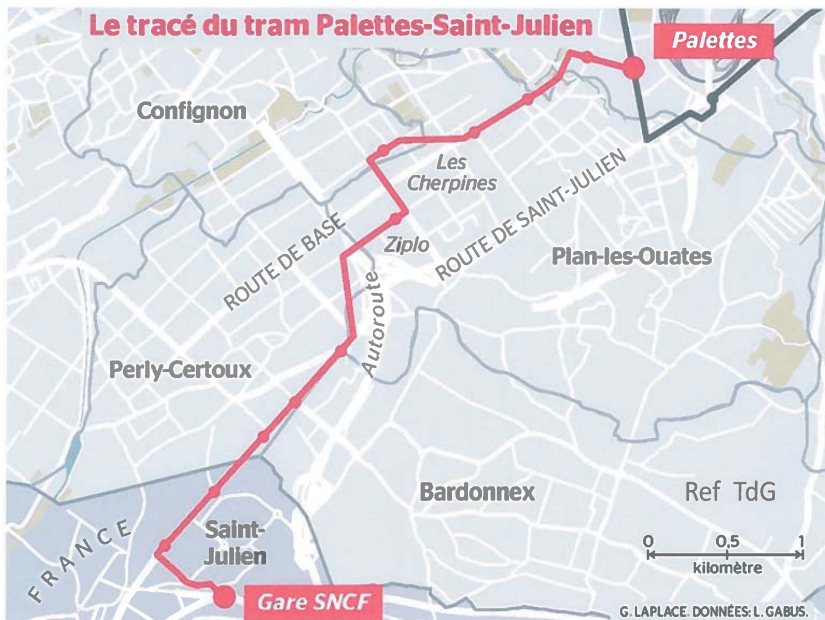 Le tracé du tram Palettes-Saint-Julien
Palettes
Confignon
Les
Cherpines
ROUTE DE SAINT-JULIEN
ROUTE DE BASE
Ziplo
Plan-les-Ouates
Autoroute
Perly-Certoux
Bardonnex
Ref TdG
FRANCE
Saint-
Julien
0 0,5 1
kilomètre
Gare SNCF
G. LAPLACE. DONNÉES: L. GABUS.